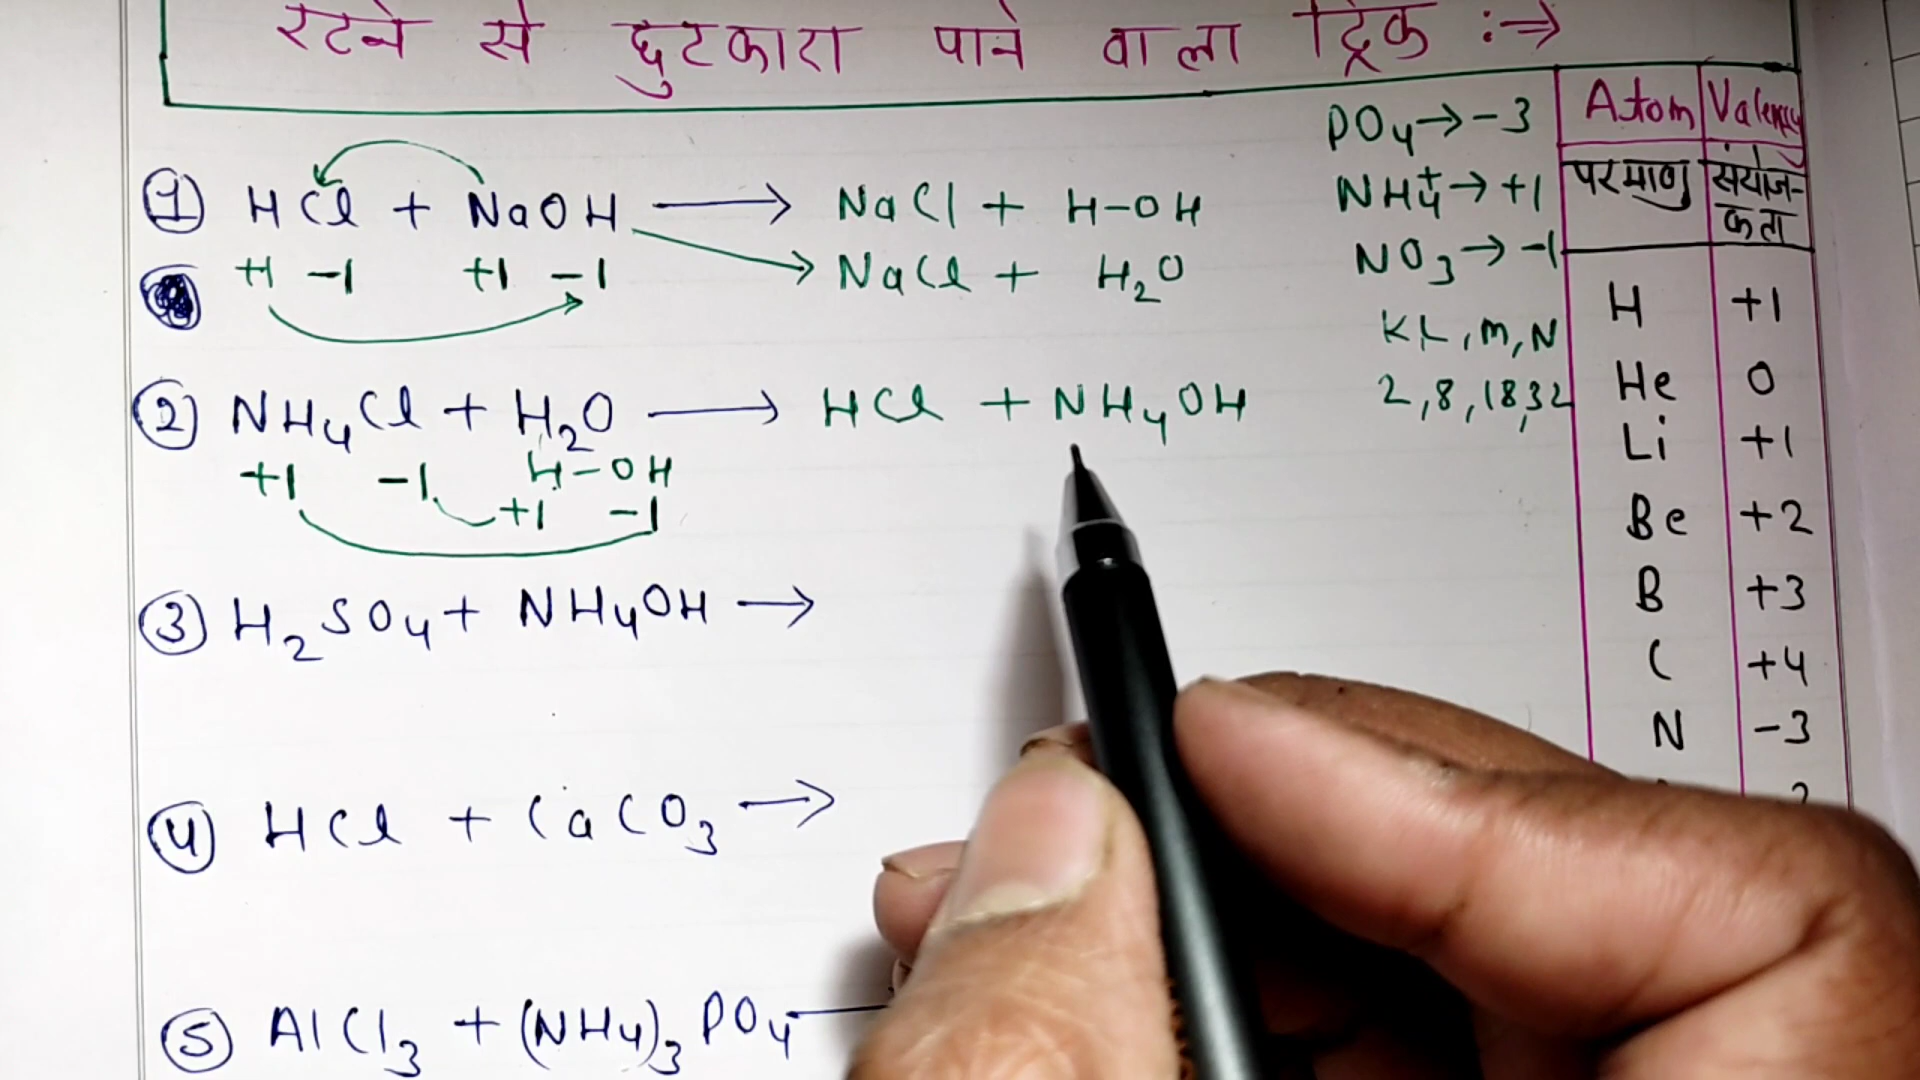 रटने से छुटकारा पाने वाला ट्रिक :⇒
① HCl + NaOH ⟶ NaCl + H-OH
+1 -1 +1 -1 → NaCl + H₂O
② NH₄Cl + H₂O ⟶ HCl + NH₄OH
H-OH
+1 -1 +1 -1
③ H₂SO₄ + NH₄OH ⟶
④ HCl + CaCO₃ ⟶
⑤ AlCl₃ + (NH₄)₃PO₄
PO₄ → -3
NH₄⁺ → +1
NO₃ → -1
K L, M, N
2, 8, 18, 32
Atom Valency
परमाणु संयोज-
कता
H +1
He 0
Li +1
Be +2
B +3
C +4
N -3